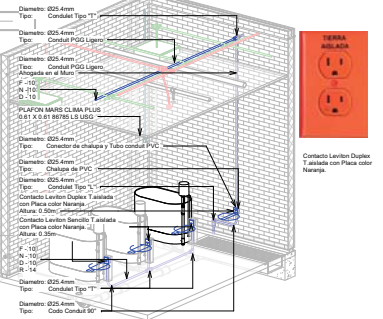 Diametro: Ø25.4mm
Tipo: Condulet Tipo "T"
Diametro: Ø25.4mm
Tipo: Conduit PGG Ligero
Diametro: Ø25.4mm
Tipo: Conduit PGG Ligero
Ahogada en el Muro
F - 10
N - 10
D - 10
PLAFON MARS CLIMA PLUS
0.61 X 0.61 86785 LS USG
Diametro: Ø25.4mm
Tipo: Conector de chalupa y Tubo conduit PVC
Diametro: Ø25.4mm
Tipo: Chalupa de PVC
Diametro: Ø25.4mm
Tipo: Condulet Tipo "L"
Contacto Leviton Duplex T.aislada
con Placa color Naranja.
Altura: 0.50m
Contacto Leviton Sencillo T.aislada
con Placa color Naranja.
Altura: 0.35m
F - 10
N - 10
D - 10
R - 14
Diametro: Ø25.4mm
Tipo: Condulet Tipo "T"
Diametro: Ø25.4mm
Tipo: Codo Conduit 90°
TIERRA
AISLADA
Contacto Leviton Duplex
T.aislada con Placa color
Naranja.